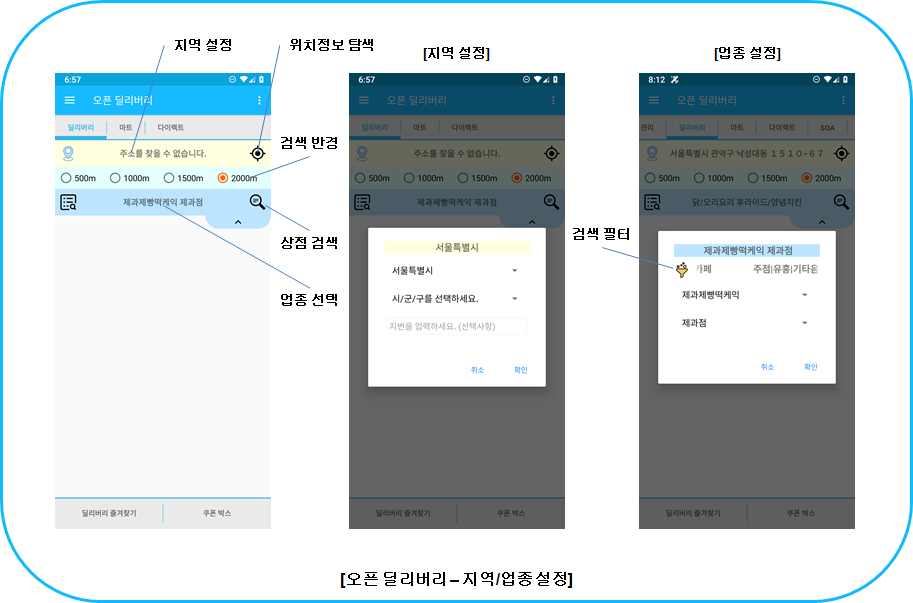 지역 설정
위치정보 탐색
[지역 설정]
[업종 설정]
6:57
오픈 딜리버리
딜리버리 마트 다이렉트
주소를 찾을 수 없습니다.
500m 1000m 1500m 2000m
제과제빵떡케익 제과점
검색 반경
상점 검색
업종 선택
딜리버리 즐겨찾기 쿠폰 박스
6:57
오픈 딜리버리
딜리버리 마트 다이렉트
주소를 찾을 수 없습니다.
500m 1000m 1500m 2000m
제과제빵떡케익 제과점
서울특별시
서울특별시
시/군/구를 선택하세요.
지번을 입력하세요. (선택사항)
취소 확인
딜리버리 즐겨찾기 쿠폰 박스
검색 필터
8:12
오픈 딜리버리
관리 딜리버리 마트 다이렉트 SOA
서울특별시 관악구 낙성대동 1510-67
500m 1000m 1500m 2000m
닭/오리요리 후라이드/양념치킨
제과제빵떡케익 제과점
카페 주점|유흥|기타음
제과제빵떡케익
제과점
취소 확인
딜리버리 즐겨찾기 쿠폰 박스
[오픈 딜리버리 – 지역/업종설정]